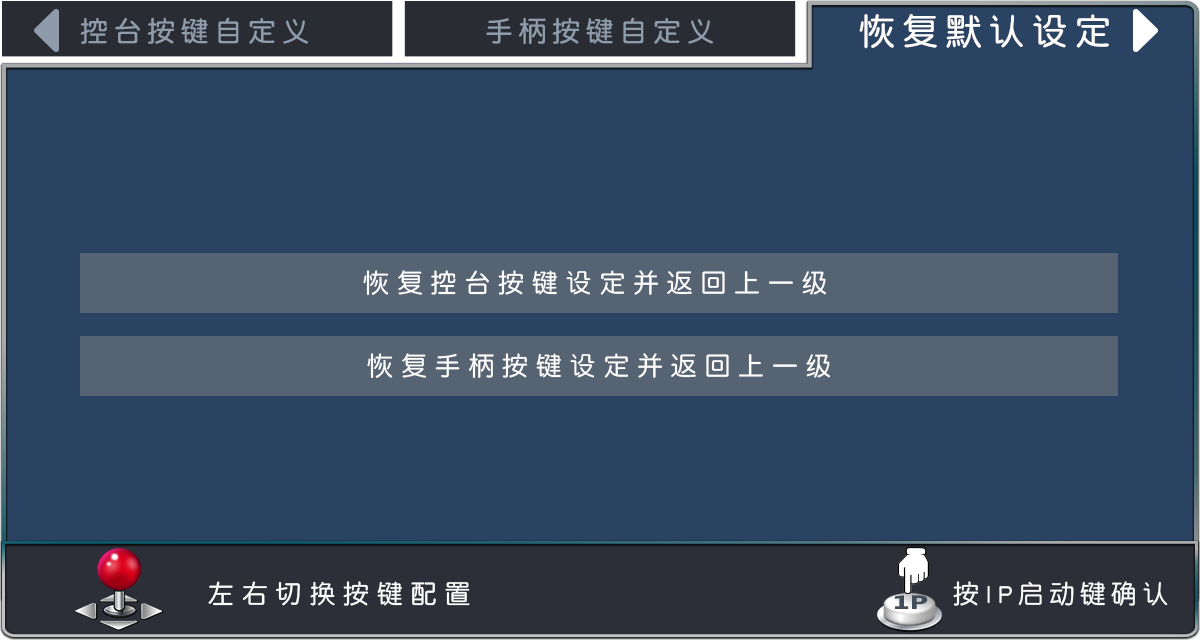 控台按键自定义
手柄按键自定义
恢复默认设定
恢复控台按键设定并返回上一级
恢复手柄按键设定并返回上一级
左右切换按键配置
1P
按IP启动键确认